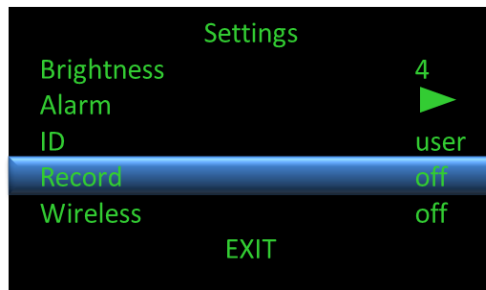 Settings
Brightness 4
Alarm
ID user
Record off
Wireless off
EXIT